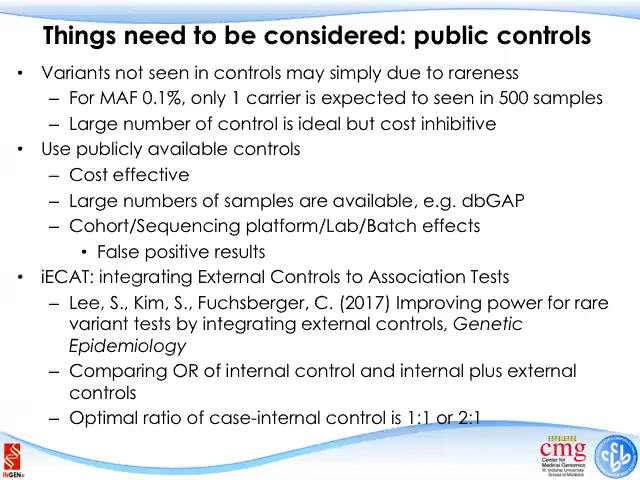 Things need to be considered: public controls
• Variants not seen in controls may simply due to rareness
– For MAF 0.1%, only 1 carrier is expected to seen in 500 samples
– Large number of control is ideal but cost inhibitive
• Use publicly available controls
– Cost effective
– Large numbers of samples are available, e.g. dbGAP
– Cohort/Sequencing platform/Lab/Batch effects
• False positive results
• iECAT: integrating External Controls to Association Tests
– Lee, S., Kim, S., Fuchsberger, C. (2017) Improving power for rare
variant tests by integrating external controls, Genetic
Epidemiology
– Comparing OR of internal control and internal plus external
controls
– Optimal ratio of case-internal control is 1:1 or 2:1
INGEN
cmg
Center for
Medical Genomics
@ Indiana University
School of Medicine